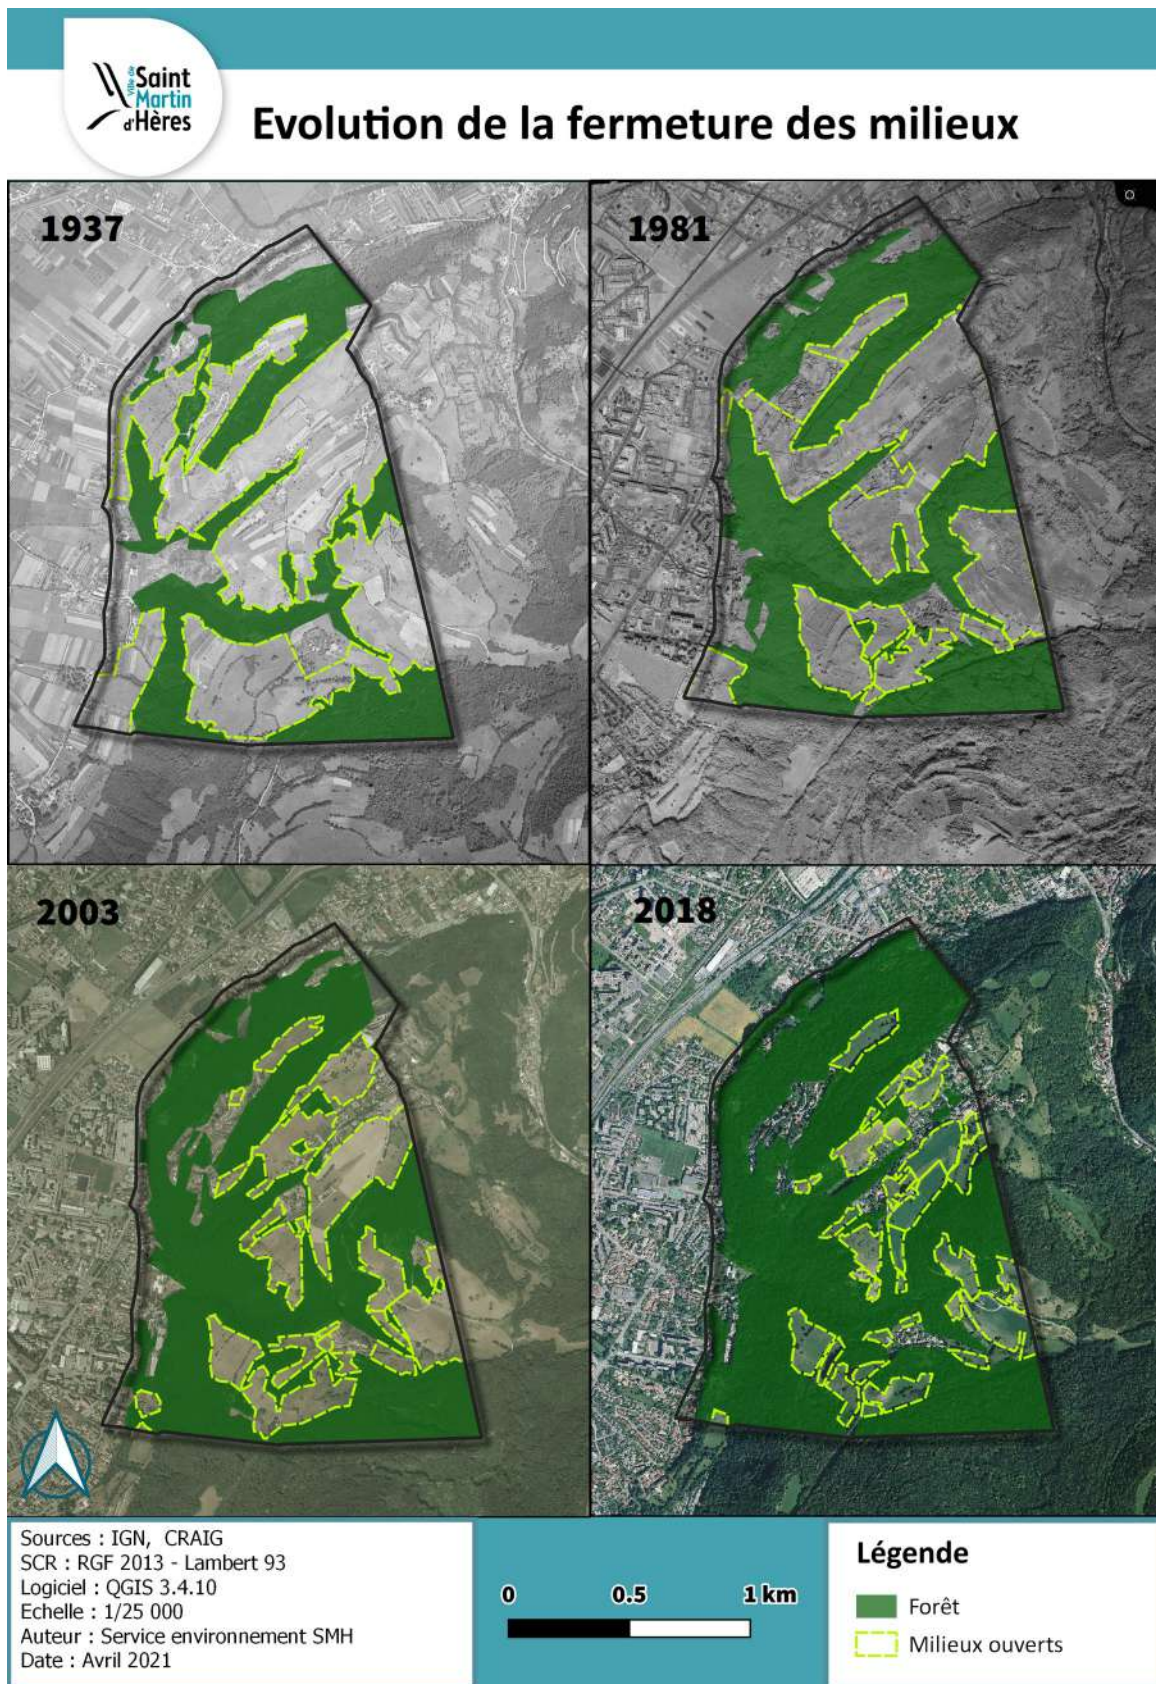 Ville de
Saint
Martin
d'Hères
Evolution de la fermeture des milieux
1937
1981
2003
2018
Sources : IGN, CRAIG
SCR : RGF 2013 - Lambert 93
Logiciel : QGIS 3.4.10
Echelle : 1/25 000
Auteur : Service environnement SMH
Date : Avril 2021
0 0.5 1 km
Légende
Forêt
Milieux ouverts